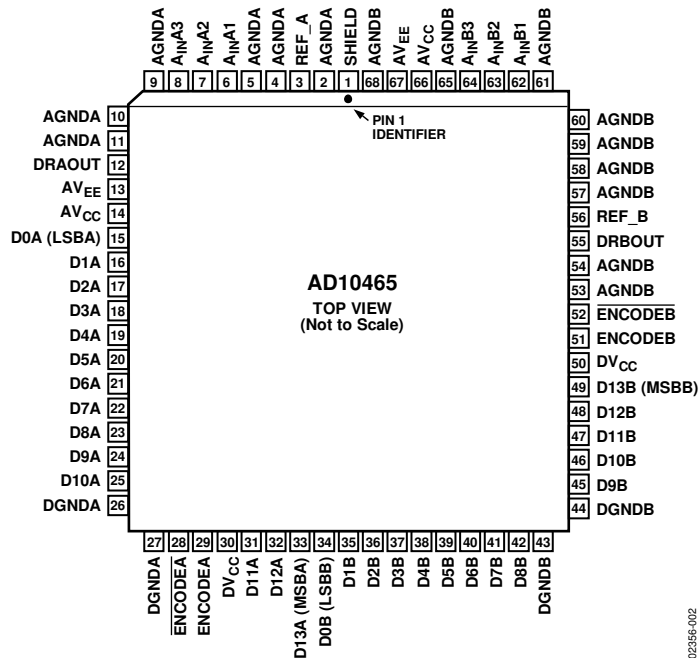 AGNDA
AINA3
AINA2
AINA1
AGNDA
AGNDA
REF_A
AGNDA
SHIELD
AGNDB
AVEE
AVCC
AGNDB
AINB3
AINB2
AINB1
AGNDB
9 8 7 6 5 4 3 2 1 68 67 66 65 64 63 62 61
PIN 1
IDENTIFIER
AGNDA 10
AGNDA 11
DRAOUT 12
AVEE 13
AVCC 14
D0A (LSBA) 15
D1A 16
D2A 17
D3A 18
D4A 19
D5A 20
D6A 21
D7A 22
D8A 23
D9A 24
D10A 25
DGNDA 26
AD10465
TOP VIEW
(Not to Scale)
60 AGNDB
59 AGNDB
58 AGNDB
57 AGNDB
56 REF_B
55 DRBOUT
54 AGNDB
53 AGNDB
52 ENCODEB
51 ENCODEB
50 DVCC
49 D13B (MSBB)
48 D12B
47 D11B
46 D10B
45 D9B
44 DGNDB
27 28 29 30 31 32 33 34 35 36 37 38 39 40 41 42 43
DGNDA
ENCODEA
ENCODEA
DVCC
D11A
D12A
D13A (MSBA)
D0B (LSBB)
D1B
D2B
D3B
D4B
D5B
D6B
D7B
D8B
DGNDB
02356-002